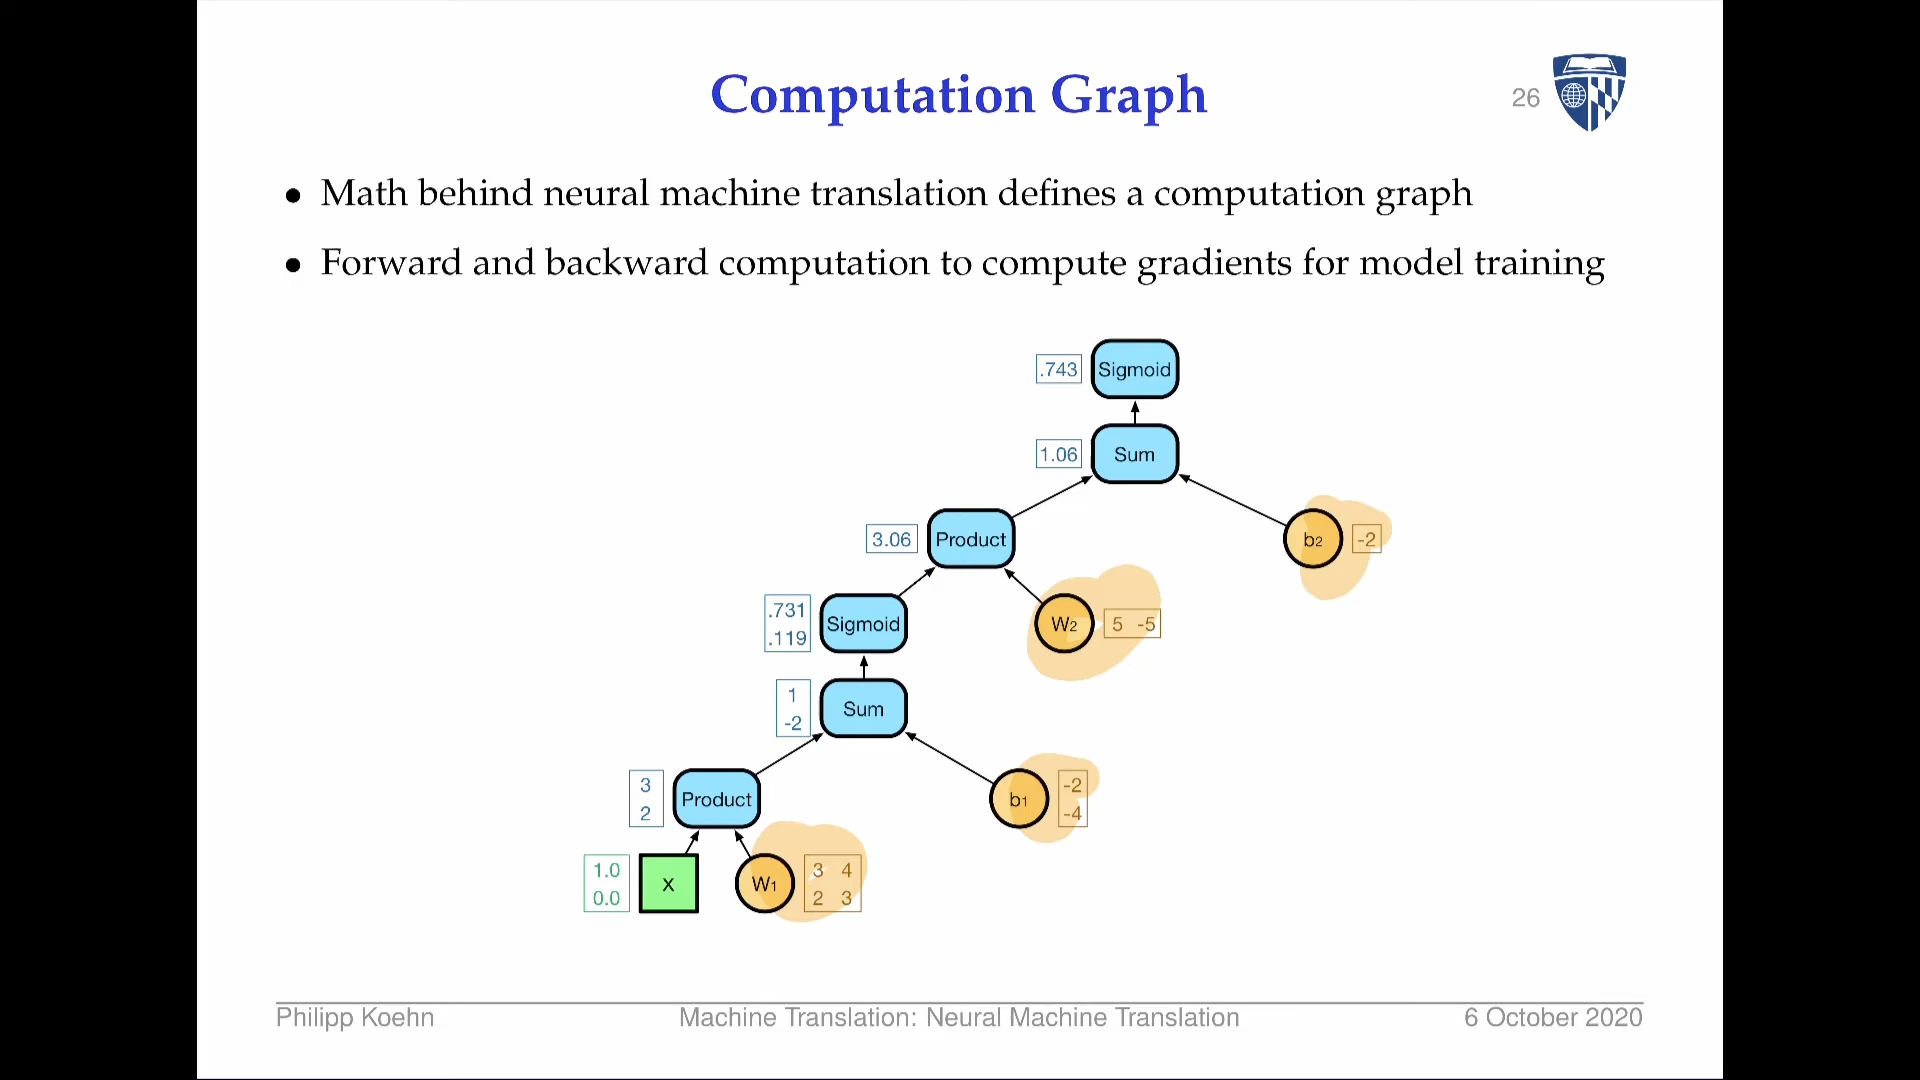 Computation Graph
26
• Math behind neural machine translation defines a computation graph
• Forward and backward computation to compute gradients for model training
.743 Sigmoid
1.06 Sum
3.06 Product
b2 -2
.731
.119
Sigmoid
W2 5 -5
1
-2
Sum
3
2
Product
b1
-2
-4
1.0
0.0
x
W1
3 4
2 3
Philipp Koehn Machine Translation: Neural Machine Translation 6 October 2020